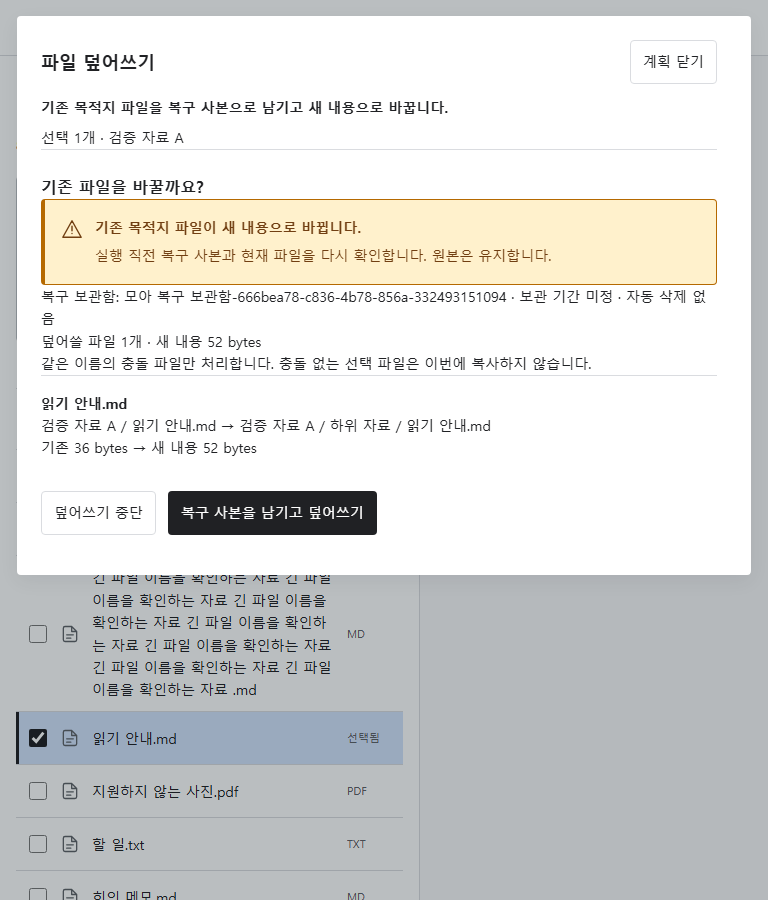 파일 덮어쓰기
계획 닫기
기존 목적지 파일을 복구 사본으로 남기고 새 내용으로 바꿉니다.
선택 1개 · 검증 자료 A
기존 파일을 바꿀까요?
기존 목적지 파일이 새 내용으로 바뀝니다.
실행 직전 복구 사본과 현재 파일을 다시 확인합니다. 원본은 유지합니다.
복구 보관함: 모아 복구 보관함-666bea78-c836-4b78-856a-332493151094 · 보관 기간 미정 · 자동 삭제 없
음
덮어쓸 파일 1개 · 새 내용 52 bytes
같은 이름의 충돌 파일만 처리합니다. 충돌 없는 선택 파일은 이번에 복사하지 않습니다.
읽기 안내.md
검증 자료 A / 읽기 안내.md → 검증 자료 A / 하위 자료 / 읽기 안내.md
기존 36 bytes → 새 내용 52 bytes
덮어쓰기 중단
복구 사본을 남기고 덮어쓰기
긴 파일 이름을 확인하는 자료 긴 파일
이름을 확인하는 자료 긴 파일 이름을
확인하는 자료 긴 파일 이름을 확인하
는 자료 긴 파일 이름을 확인하는 자료
긴 파일 이름을 확인하는 자료 긴 파일
이름을 확인하는 자료 .md
MD
읽기 안내.md
선택됨
지원하지 않는 사진.pdf
PDF
할 일.txt
TXT
회의 메모.md
MD